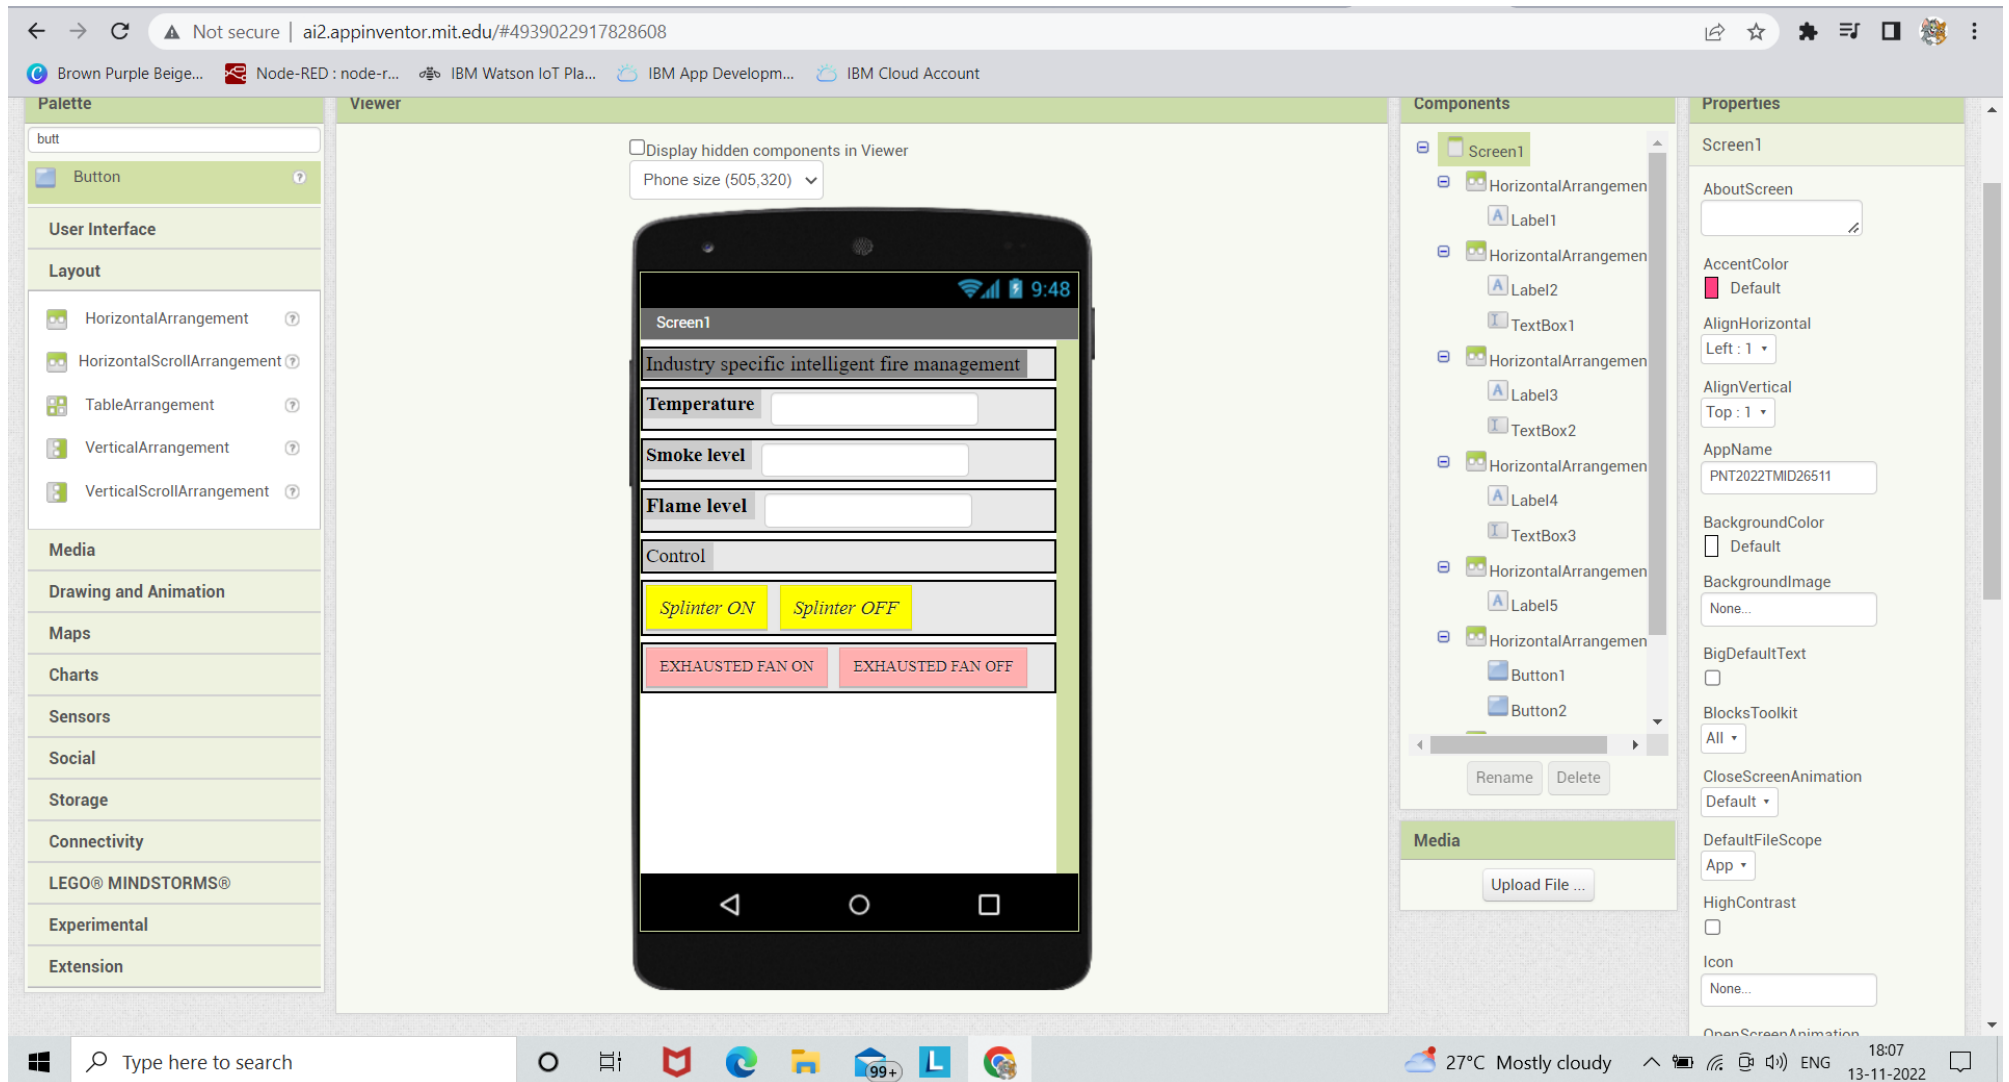 Not secure | ai2.appinventor.mit.edu/#4939022917828608
Brown Purple Beige...
Node-RED : node-r...
IBM Watson IoT Pla...
IBM App Developm...
IBM Cloud Account
Palette
butt
Button
User Interface
Layout
HorizontalArrangement
HorizontalScrollArrangement
TableArrangement
VerticalArrangement
VerticalScrollArrangement
Media
Drawing and Animation
Maps
Charts
Sensors
Social
Storage
Connectivity
LEGO® MINDSTORMS®
Experimental
Extension
Viewer
Display hidden components in Viewer
Phone size (505,320)
9:48
Screen1
Industry specific intelligent fire management
Temperature
Smoke level
Flame level
Control
Splinter ON
Splinter OFF
EXHAUSTED FAN ON
EXHAUSTED FAN OFF
Components
Screen1
HorizontalArrangemen
Label1
HorizontalArrangemen
Label2
TextBox1
HorizontalArrangemen
Label3
TextBox2
HorizontalArrangemen
Label4
TextBox3
HorizontalArrangemen
Label5
HorizontalArrangemen
Button1
Button2
Rename
Delete
Media
Upload File ...
Properties
Screen1
AboutScreen
AccentColor
Default
AlignHorizontal
Left : 1
AlignVertical
Top : 1
AppName
PNT2022TMID26511
BackgroundColor
Default
BackgroundImage
None...
BigDefaultText
BlocksToolkit
All
CloseScreenAnimation
Default
DefaultFileScope
App
HighContrast
Icon
None...
OpenScreenAnimation
Type here to search
99+
L
27°C Mostly cloudy
ENG
18:07
13-11-2022